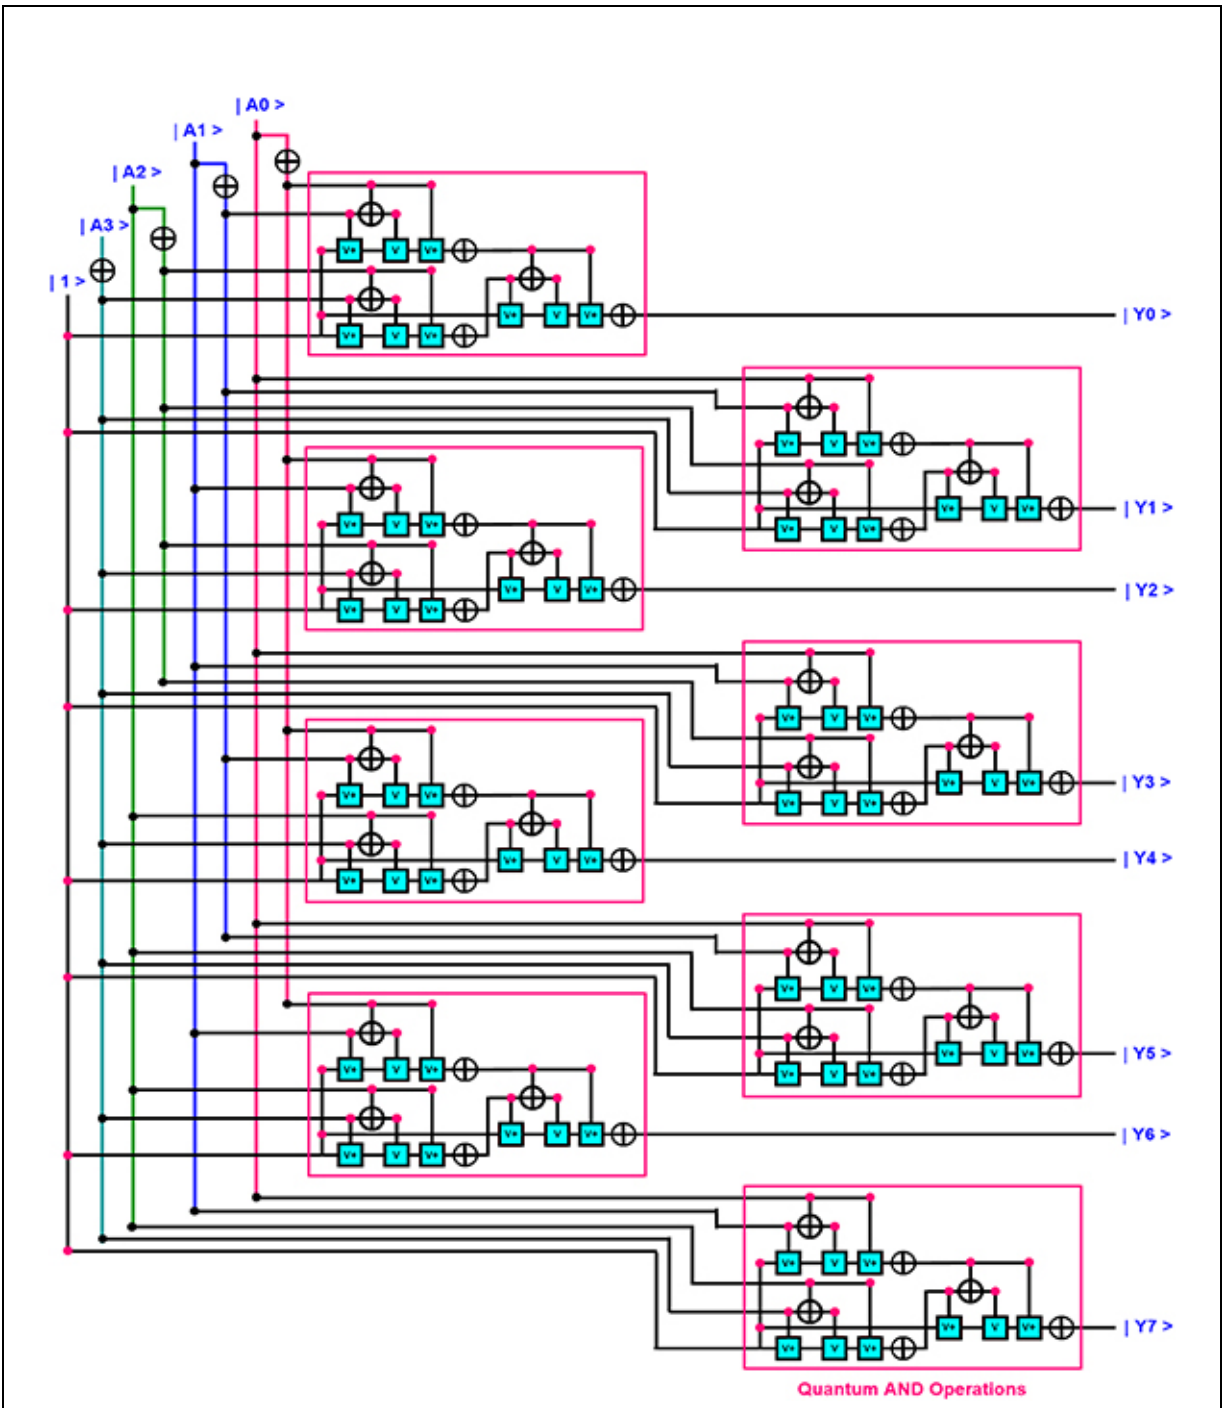 | A0 >
| A1 >
| A2 >
| A3 >
| 1 >
V+ V V+
V+ V V+
| Y0 >
V+ V V+
V+ V V+
V+ V V+
V+ V V+
| Y1 >
V+ V V+
V+ V V+
V+ V V+
| Y2 >
V+ V V+
V+ V V+
V+ V V+
V+ V V+
| Y3 >
V+ V V+
V+ V V+
V+ V V+
| Y4 >
V+ V V+
V+ V V+
V+ V V+
V+ V V+
| Y5 >
V+ V V+
V+ V V+
V+ V V+
| Y6 >
V+ V V+
V+ V V+
V+ V V+
V+ V V+
| Y7 >
V+ V V+
Quantum AND Operations